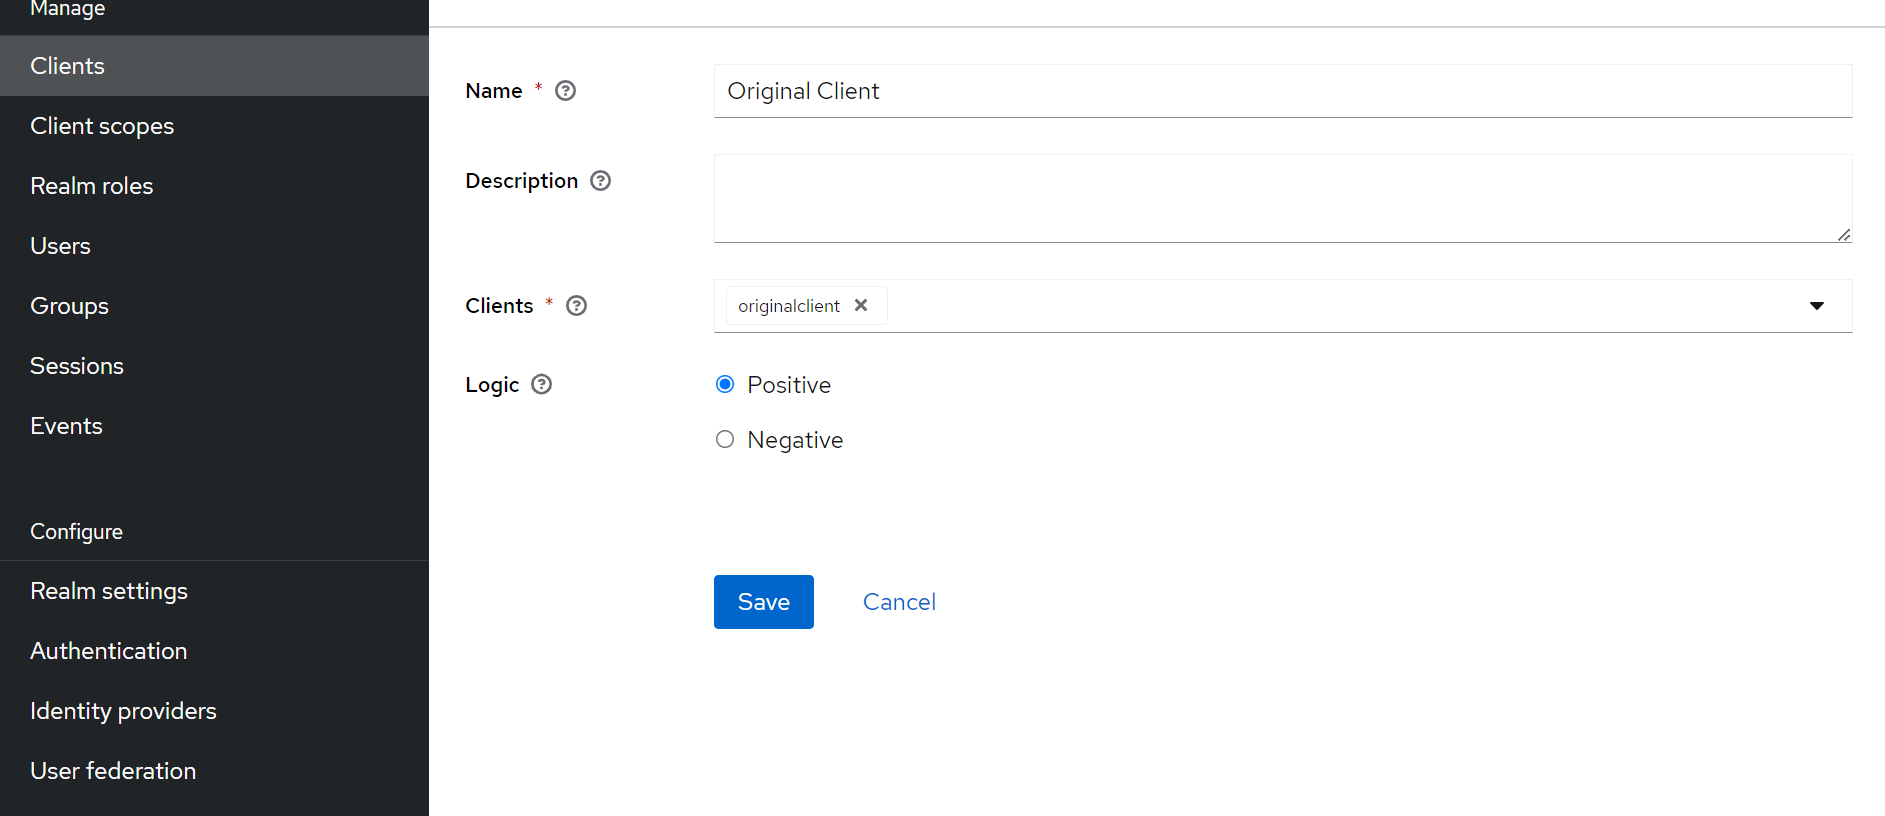 Manage
Clients
Client scopes
Realm roles
Users
Groups
Sessions
Events
Configure
Realm settings
Authentication
Identity providers
User federation
Name *
Original Client
Description
Clients *
originalclient
Logic
Positive
Negative
Save
Cancel